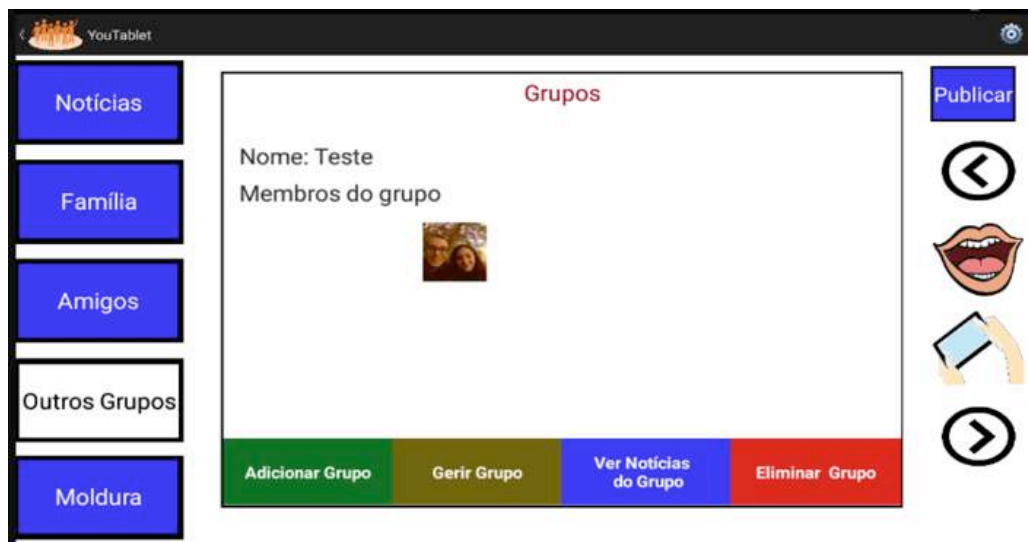 YouTablet
Notícias
Família
Amigos
Outros Grupos
Moldura
Grupos
Nome: Teste
Membros do grupo
Adicionar Grupo
Gerir Grupo
Ver Notícias
do Grupo
Eliminar Grupo
Publicar